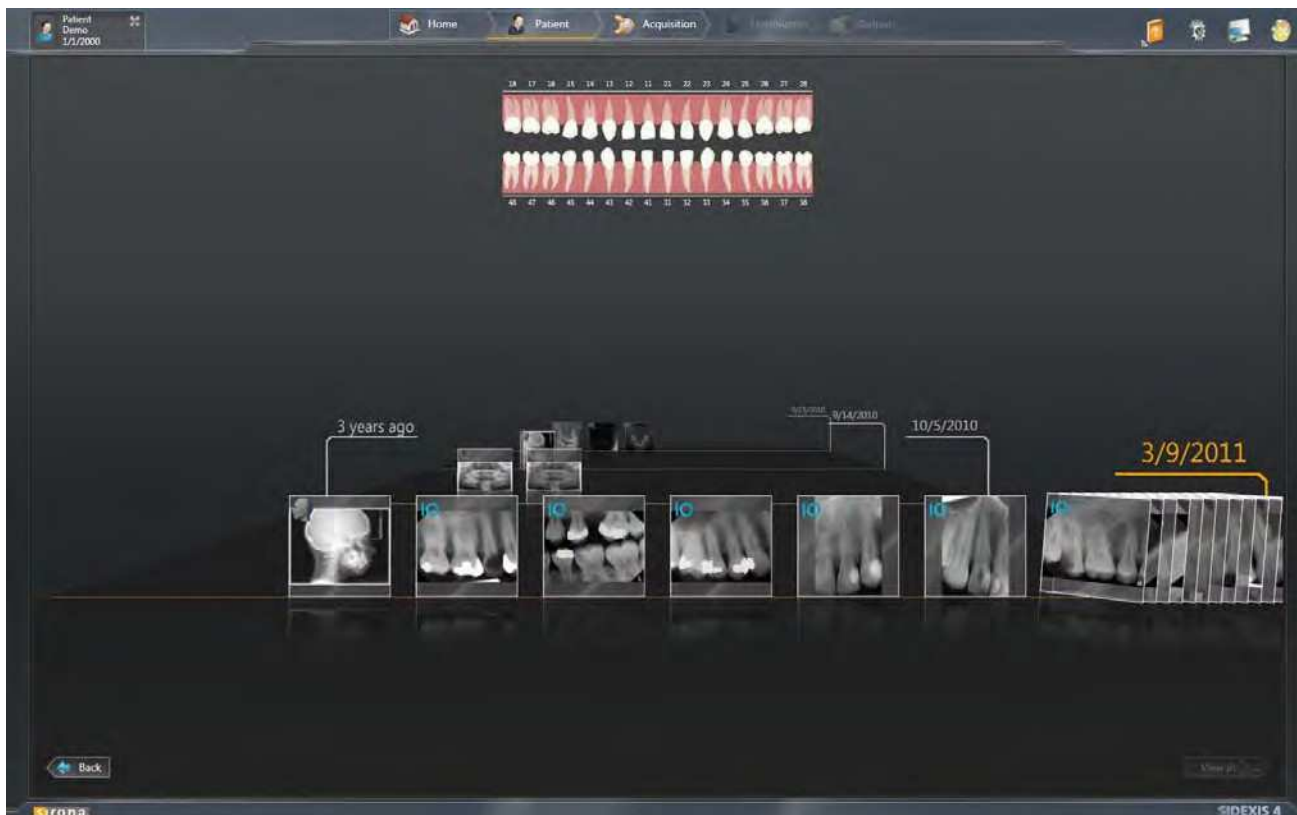 Patient
Demo
1/1/2000
Home
Patient
Acquisition
18 17 16 15 14 13 12 11 21 22 23 24 25 26 27 28
48 47 46 45 44 43 42 41 31 32 33 34 35 36 37 38
3 years ago
9/14/2010
10/5/2010
3/9/2011
IO
IO
IO
IO
IO
IO
Back
View in
sirona
SIDEXIS 4